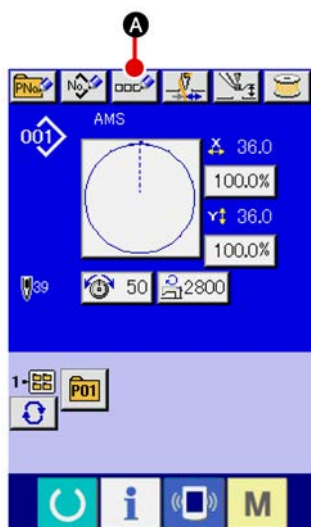 A
PNo. No.
AMS
001
X 36.0
100.0%
Y 36.0
100.0%
39 50 2800
1-
P01
i M